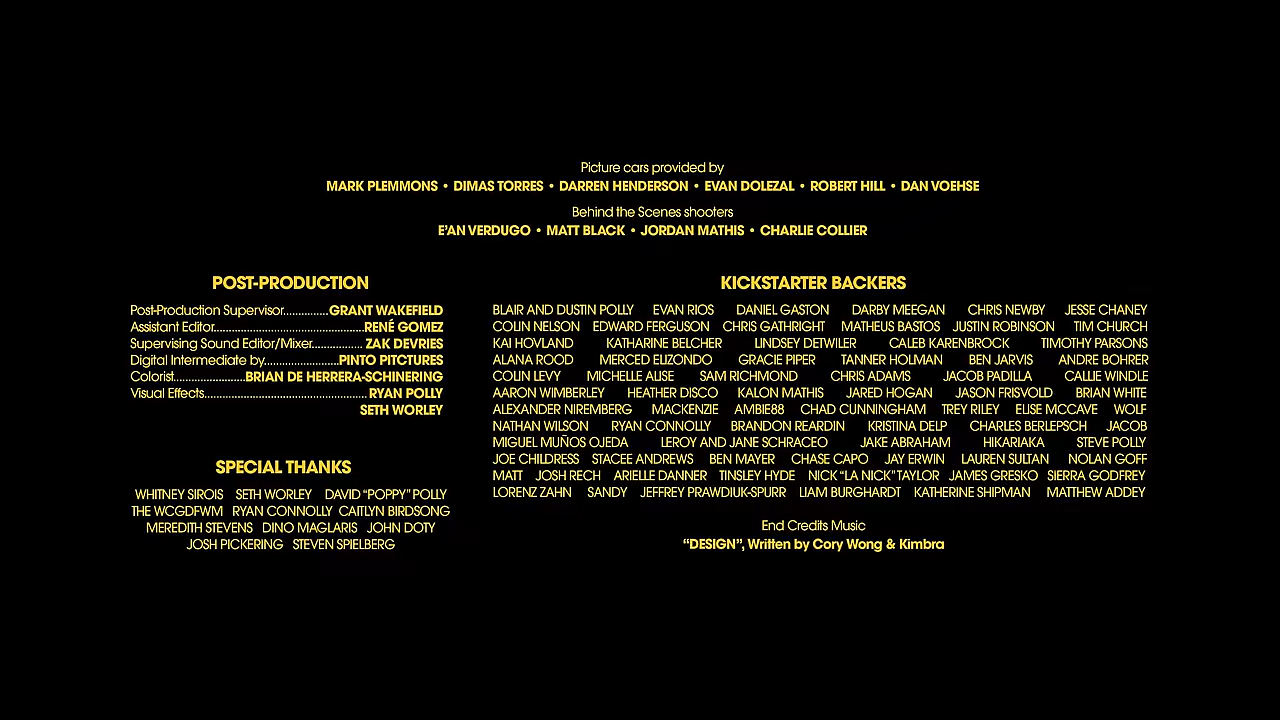 Picture cars provided by
MARK PLEMMONS • DIMAS TORRES • DARREN HENDERSON • EVAN DOLEZAL • ROBERT HILL • DAN VOEHSE
Behind the Scenes shooters
E'AN VERDUGO • MATT BLACK • JORDAN MATHIS • CHARLIE COLLIER
POST-PRODUCTION
Post-Production Supervisor..............GRANT WAKEFIELD
Assistant Editor..................................................RENÉ GOMEZ
Supervising Sound Editor/Mixer................. ZAK DEVRIES
Digital Intermediate by.........................PINTO PITCTURES
Colorist........................BRIAN DE HERRERA-SCHINERING
Visual Effects...................................................... RYAN POLLY
SETH WORLEY
SPECIAL THANKS
WHITNEY SIROIS SETH WORLEY DAVID “POPPY” POLLY
THE WCGDFWM RYAN CONNOLLY CAITLYN BIRDSONG
MEREDITH STEVENS DINO MAGLARIS JOHN DOTY
JOSH PICKERING STEVEN SPIELBERG
KICKSTARTER BACKERS
BLAIR AND DUSTIN POLLY EVAN RIOS DANIEL GASTON DARBY MEEGAN CHRIS NEWBY JESSE CHANEY
COLIN NELSON EDWARD FERGUSON CHRIS GATHRIGHT MATHEUS BASTOS JUSTIN ROBINSON TIM CHURCH
KAI HOVLAND KATHARINE BELCHER LINDSEY DETWILER CALEB KARENBROCK TIMOTHY PARSONS
ALANA ROOD MERCED ELIZONDO GRACIE PIPER TANNER HOLMAN BEN JARVIS ANDRE BOHRER
COLIN LEVY MICHELLE ALISE SAM RICHMOND CHRIS ADAMS JACOB PADILLA CALLIE WINDLE
AARON WIMBERLEY HEATHER DISCO KALON MATHIS JARED HOGAN JASON FRISVOLD BRIAN WHITE
ALEXANDER NIREMBERG MACKENZIE AMBIE88 CHAD CUNNINGHAM TREY RILEY ELISE MCCAVE WOLF
NATHAN WILSON RYAN CONNOLLY BRANDON REARDIN KRISTINA DELP CHARLES BERLEPSCH JACOB
MIGUEL MUÑOS OJEDA LEROY AND JANE SCHRACEO JAKE ABRAHAM HIKARIAKA STEVE POLLY
JOE CHILDRESS STACEE ANDREWS BEN MAYER CHASE CAPO JAY ERWIN LAUREN SULTAN NOLAN GOFF
MATT JOSH RECH ARIELLE DANNER TINSLEY HYDE NICK “LA NICK” TAYLOR JAMES GRESKO SIERRA GODFREY
LORENZ ZAHN SANDY JEFFREY PRAWDIUK-SPURR LIAM BURGHARDT KATHERINE SHIPMAN MATTHEW ADDEY
End Credits Music
“DESIGN”, Written by Cory Wong & Kimbra